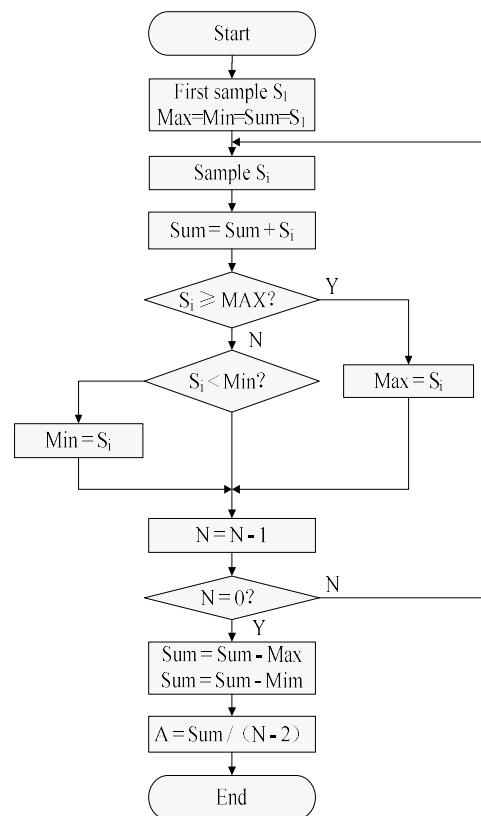 Start
First sample S1
Max=Min=Sum=S1
Sample Si
Sum = Sum + Si
Si ⩾ MAX?
Y
N
Si < Min?
Max = Si
Min = Si
N = N - 1
N = 0?
N
Y
Sum = Sum - Max
Sum = Sum - Mim
A = Sum /（N - 2）
End